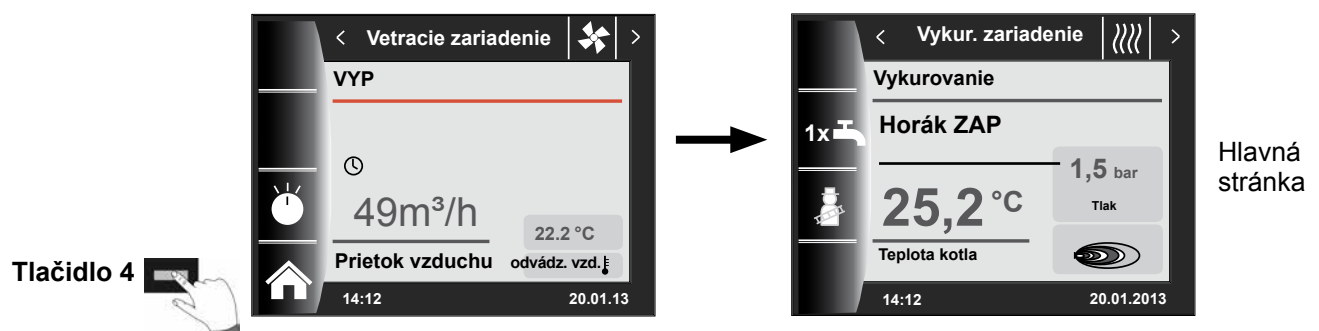 Tlačidlo 4
< Vetracie zariadenie >
VYP
49m³/h
22.2 °C
Prietok vzduchu
odvádz. vzd.
14:12
20.01.13
< Vykur. zariadenie >
Vykurovanie
1x
Horák ZAP
1,5 bar
Tlak
25,2 °C
Teplota kotla
14:12
20.01.2013
Hlavná
stránka